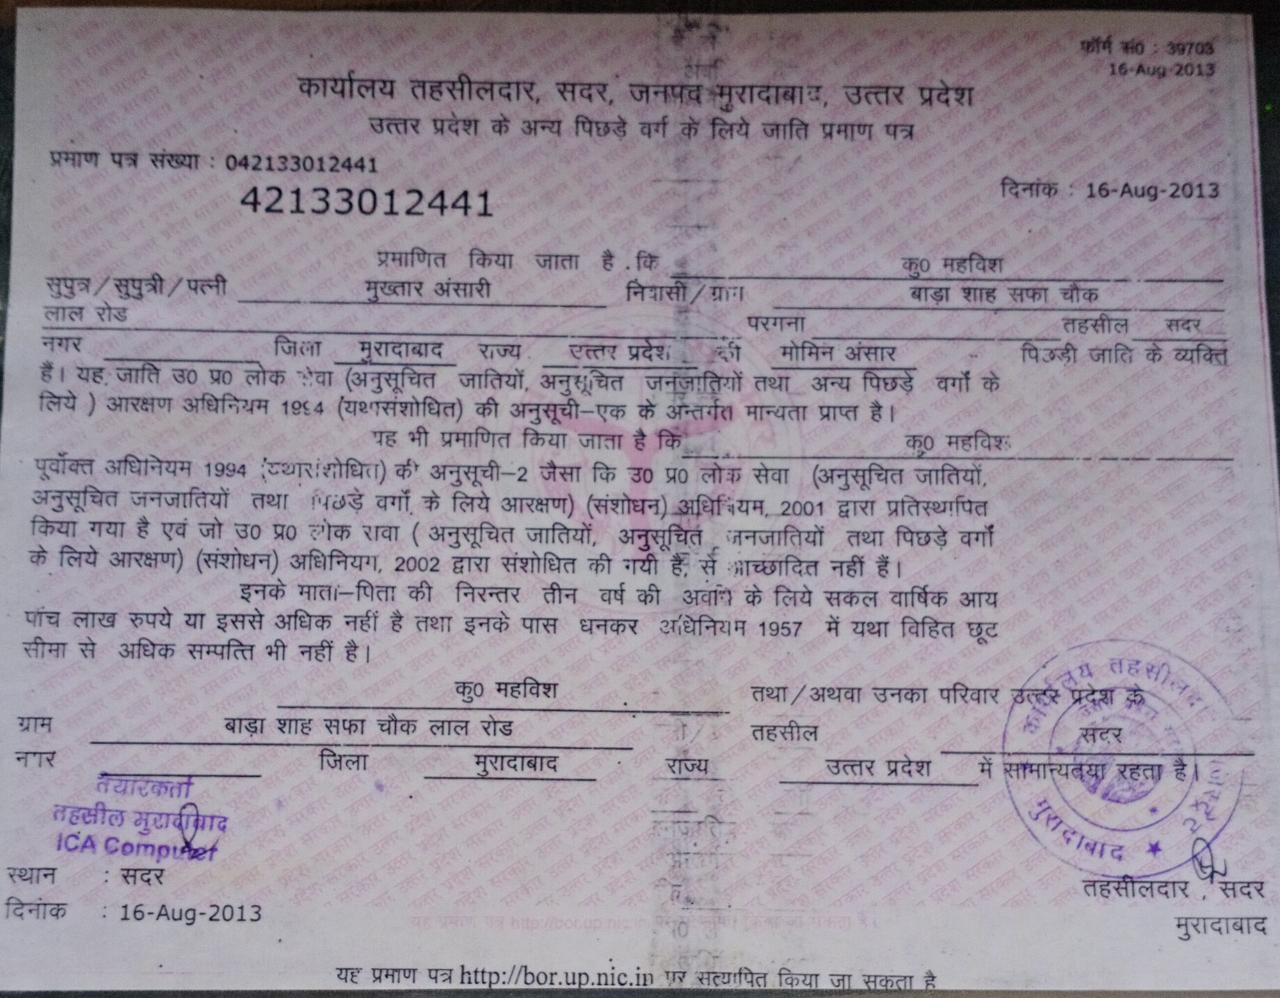 फॉर्म सं0 : 39703
16-Aug-2013
कार्यालय तहसीलदार, सदर, जनपद मुरादाबाद, उत्तर प्रदेश
उत्तर प्रदेश के अन्य पिछड़े वर्ग के लिये जाति प्रमाण पत्र
प्रमाण पत्र संख्या : 042133012441
42133012441
दिनांक : 16-Aug-2013
प्रमाणित किया जाता है . कि कु0 महविश
सुपुत्र/सुपुत्री/पत्नी मुख्तार अंसारी निवासी/ग्राम बाड़ा शाह सफा चौक
लाल रोड परगना तहसील सदर
नगर जिला मुरादाबाद राज्य उत्तर प्रदेश की मोमिन अंसार पिछड़ी जाति के व्यक्ति
है। यह जाति उ0 प्र0 लोक सेवा (अनुसूचित जातियों, अनुसूचित जनजातियों तथा अन्य पिछड़े वर्गों के
लिये ) आरक्षण अधिनियम 1994 (यथासंशोधित) की अनुसूची–एक के अन्तर्गत मान्यता प्राप्त है।
यह भी प्रमाणित किया जाता है कि कु0 महविश
पूर्वोक्त अधिनियम 1994 (यथासंशोधित) की अनुसूची-2 जैसा कि उ0 प्र0 लोक सेवा (अनुसूचित जातियों,
अनुसूचित जनजातियों तथा पिछड़े वर्गों के लिये आरक्षण) (संशोधन) अधिनियम, 2001 द्वारा प्रतिस्थापित
किया गया है एवं जो उ0 प्र0 लोक सेवा ( अनुसूचित जातियों, अनुसूचित जनजातियों तथा पिछड़े वर्गों
के लिये आरक्षण) (संशोधन) अधिनियम, 2002 द्वारा संशोधित की गयी है, से आच्छादित नहीं हैं।
इनके माता–पिता की निरन्तर तीन वर्ष की अवधि के लिये सकल वार्षिक आय
पांच लाख रुपये या इससे अधिक नहीं है तथा इनके पास धनकर अधिनियम 1957 में यथा विहित छूट
सीमा से अधिक सम्पत्ति भी नहीं है।
कु0 महविश तथा/अथवा उनका परिवार उत्तर प्रदेश के
ग्राम बाड़ा शाह सफा चौक लाल रोड तहसील सदर
नगर जिला मुरादाबाद राज्य उत्तर प्रदेश में सामान्यतया रहता है।
तैयारकर्ता
तहसील मुरादाबाद
ICA Computer
कार्यालय तहसीलदार
मुरादाबाद
स्थान : सदर
दिनांक : 16-Aug-2013
तहसीलदार , सदर
मुरादाबाद
यह प्रमाण पत्र http://bor.up.nic.in पर सत्यापित किया जा सकता है